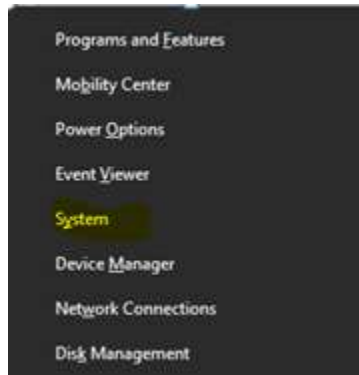 Programs and Features
Mobility Center
Power Options
Event Viewer
System
Device Manager
Network Connections
Disk Management